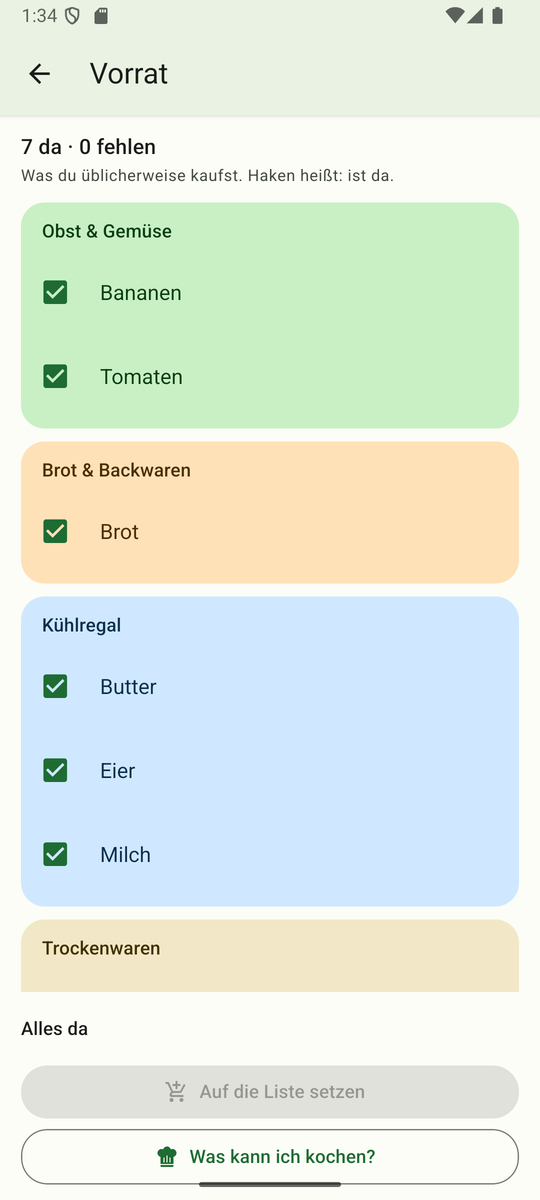 1:34
Vorrat
7 da · 0 fehlen
Was du üblicherweise kaufst. Haken heißt: ist da.
Obst & Gemüse
Bananen
Tomaten
Brot & Backwaren
Brot
Kühlregal
Butter
Eier
Milch
Trockenwaren
Alles da
Auf die Liste setzen
Was kann ich kochen?